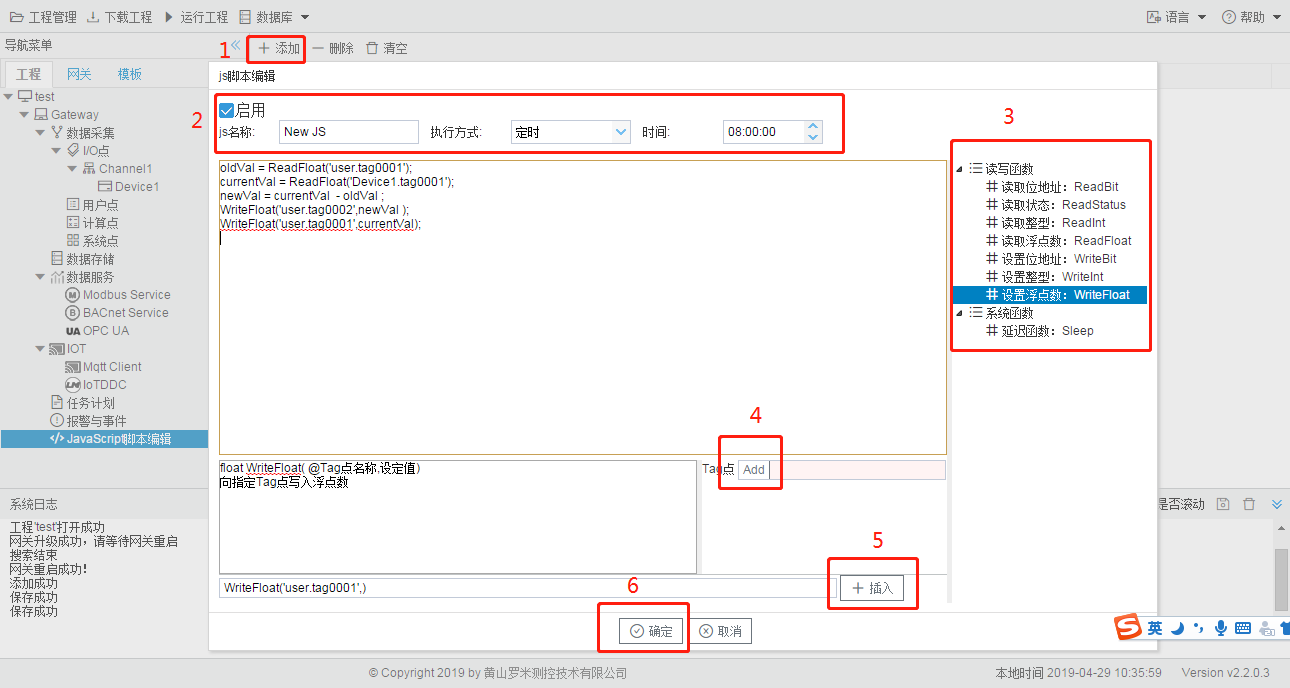 工程管理 下载工程 运行工程 数据库 语言 帮助
导航菜单 1 添加 删除 清空
工程 网关 模板
js脚本编辑
test
Gateway
数据采集
I/O点
Channel1
Device1
用户点
计算点
系统点
数据存储
数据服务
Modbus Service
BACnet Service
UA OPC UA
IOT
Mqtt Client
IoTDDC
任务计划
报警与事件
</> JavaScript脚本编辑
2
启用
js名称: New JS 执行方式: 定时 时间: 08:00:00
oldVal = ReadFloat('user.tag0001');
currentVal = ReadFloat('Device1.tag0001');
newVal = currentVal - oldVal ;
WriteFloat('user.tag0002',newVal );
WriteFloat('user.tag0001',currentVal);
3
读写函数
# 读取位地址：ReadBit
# 读取状态：ReadStatus
# 读取整型：ReadInt
# 读取浮点数：ReadFloat
# 设置位地址：WriteBit
# 设置整型：WriteInt
# 设置浮点数：WriteFloat
系统函数
# 延迟函数：Sleep
4
float WriteFloat( @Tag点名称,设定值)
向指定Tag点写入浮点数
Tag点 Add
5
WriteFloat('user.tag0001',) 插入
6
确定 取消
系统日志 是否滚动
工程'test'打开成功
网关升级成功，请等待网关重启
搜索结束
网关重启成功！
添加成功
保存成功
保存成功
S 英
© Copyright 2019 by 黄山罗米测控技术有限公司 本地时间 2019-04-29 10:35:59 Version v2.2.0.3